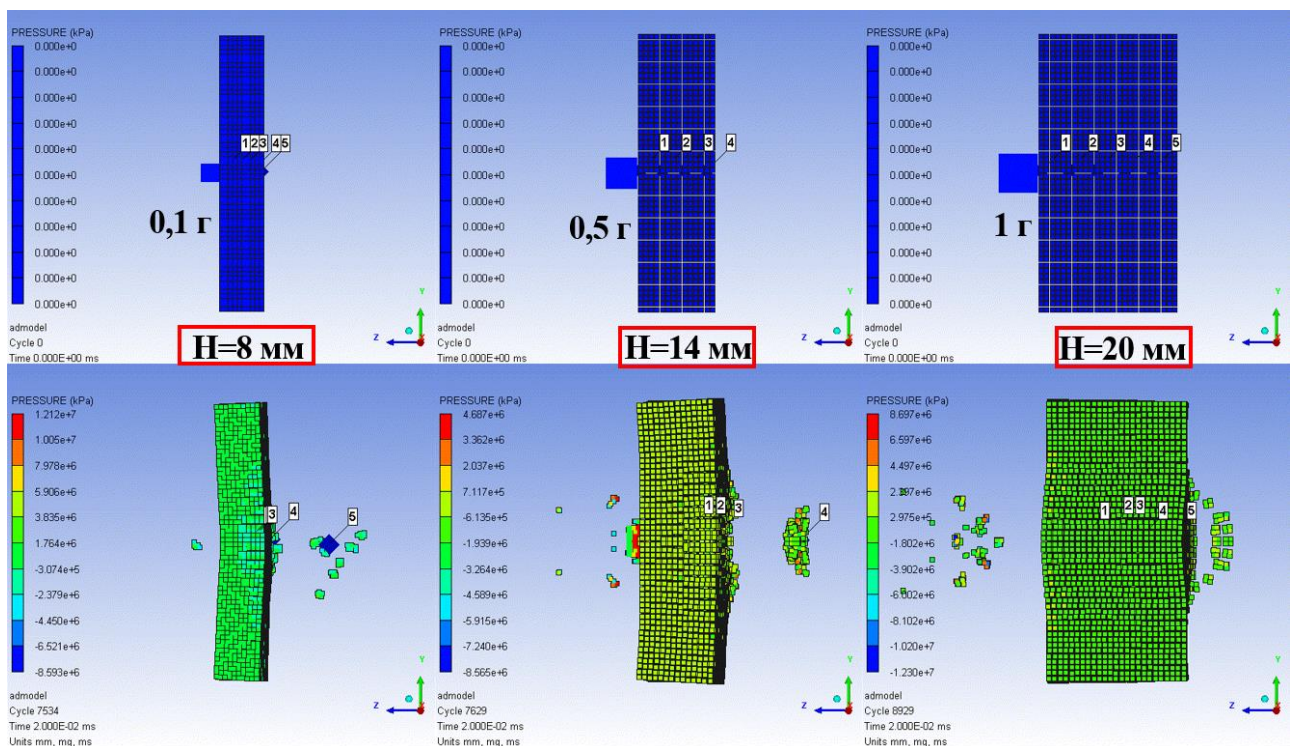 PRESSURE (kPa)
0.000e+0
0.000e+0
0.000e+0
0.000e+0
0.000e+0
0.000e+0
0.000e+0
0.000e+0
0.000e+0
0.000e+0
0.000e+0
1 2 3 4 5
0,1 г
admodel
Cycle 0
Time 0.000E+00 ms
H=8 мм
Z
Y
PRESSURE (kPa)
0.000e+0
0.000e+0
0.000e+0
0.000e+0
0.000e+0
0.000e+0
0.000e+0
0.000e+0
0.000e+0
0.000e+0
0.000e+0
1 2 3 4
0,5 г
admodel
Cycle 0
Time 0.000E+00 ms
H=14 мм
Z
Y
PRESSURE (kPa)
0.000e+0
0.000e+0
0.000e+0
0.000e+0
0.000e+0
0.000e+0
0.000e+0
0.000e+0
0.000e+0
0.000e+0
0.000e+0
1 2 3 4 5
1 г
admodel
Cycle 0
Time 0.000E+00 ms
H=20 мм
Z
Y
PRESSURE (kPa)
1.212e+7
1.005e+7
7.978e+6
5.906e+6
3.835e+6
1.764e+6
-3.074e+5
-2.379e+6
-4.450e+6
-6.521e+6
-8.593e+6
3 4 5
admodel
Cycle 7534
Time 2.000E-02 ms
Units mm, mg, ms
Z
Y
PRESSURE (kPa)
4.687e+6
3.362e+6
2.037e+6
7.117e+5
-6.135e+5
-1.939e+6
-3.264e+6
-4.589e+6
-5.915e+6
-7.240e+6
-8.565e+6
1 2 3 4
admodel
Cycle 7629
Time 2.000E-02 ms
Units mm, mg, ms
Z
Y
PRESSURE (kPa)
8.697e+6
6.597e+6
4.497e+6
2.975e+5
-1.802e+6
-3.902e+6
-8.102e+6
-1.020e+7
-1.230e+7
1 2 3 4 5
admodel
Cycle 8929
Time 2.000E-02 ms
Units mm, mg, ms
Z
Y